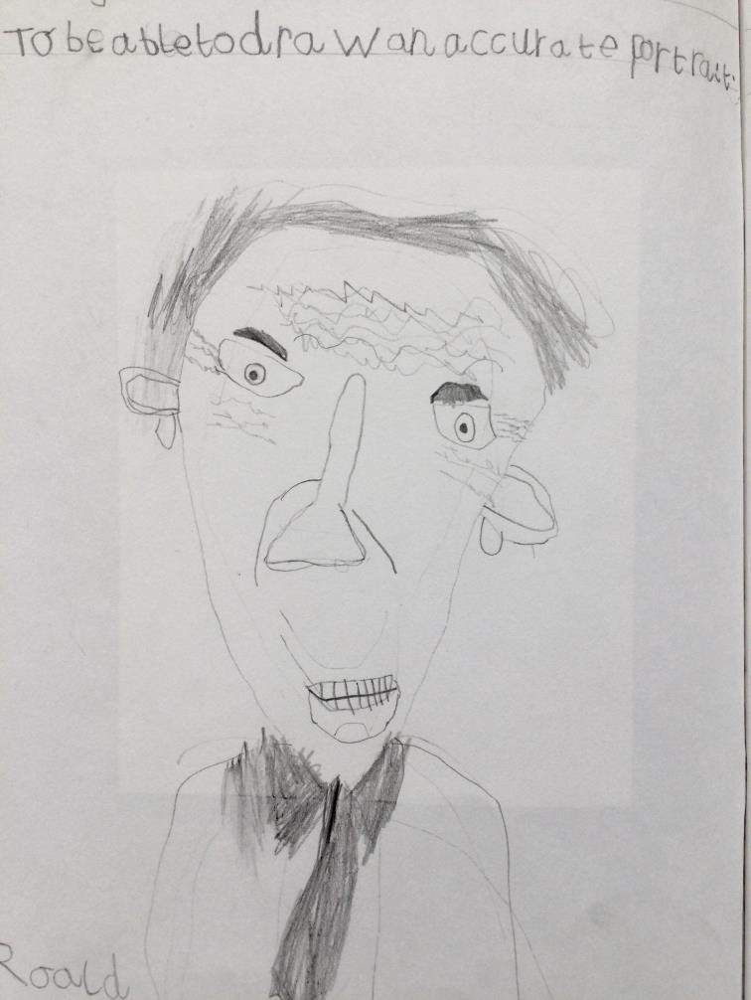 To be able to draw an accurate portrait.
Roald